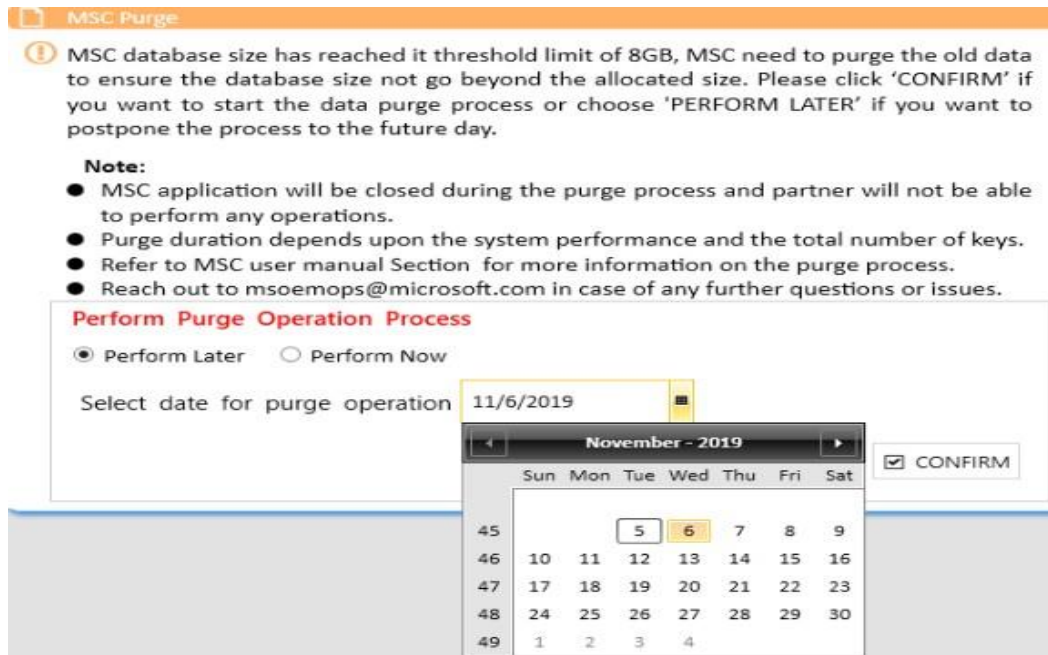 MSC Purge
MSC database size has reached it threshold limit of 8GB, MSC need to purge the old data
to ensure the database size not go beyond the allocated size. Please click ‘CONFIRM’ if
you want to start the data purge process or choose 'PERFORM LATER’ if you want to
postpone the process to the future day.
Note:
● MSC application will be closed during the purge process and partner will not be able
to perform any operations.
● Purge duration depends upon the system performance and the total number of keys.
● Refer to MSC user manual Section for more information on the purge process.
● Reach out to msoemops@microsoft.com in case of any further questions or issues.
Perform Purge Operation Process
Perform Later Perform Now
Select date for purge operation 11/6/2019
November - 2019
CONFIRM
Sun Mon Tue Wed Thu Fri Sat
45 5 6 7 8 9
46 10 11 12 13 14 15 16
47 17 18 19 20 21 22 23
48 24 25 26 27 28 29 30
49 1 2 3 4